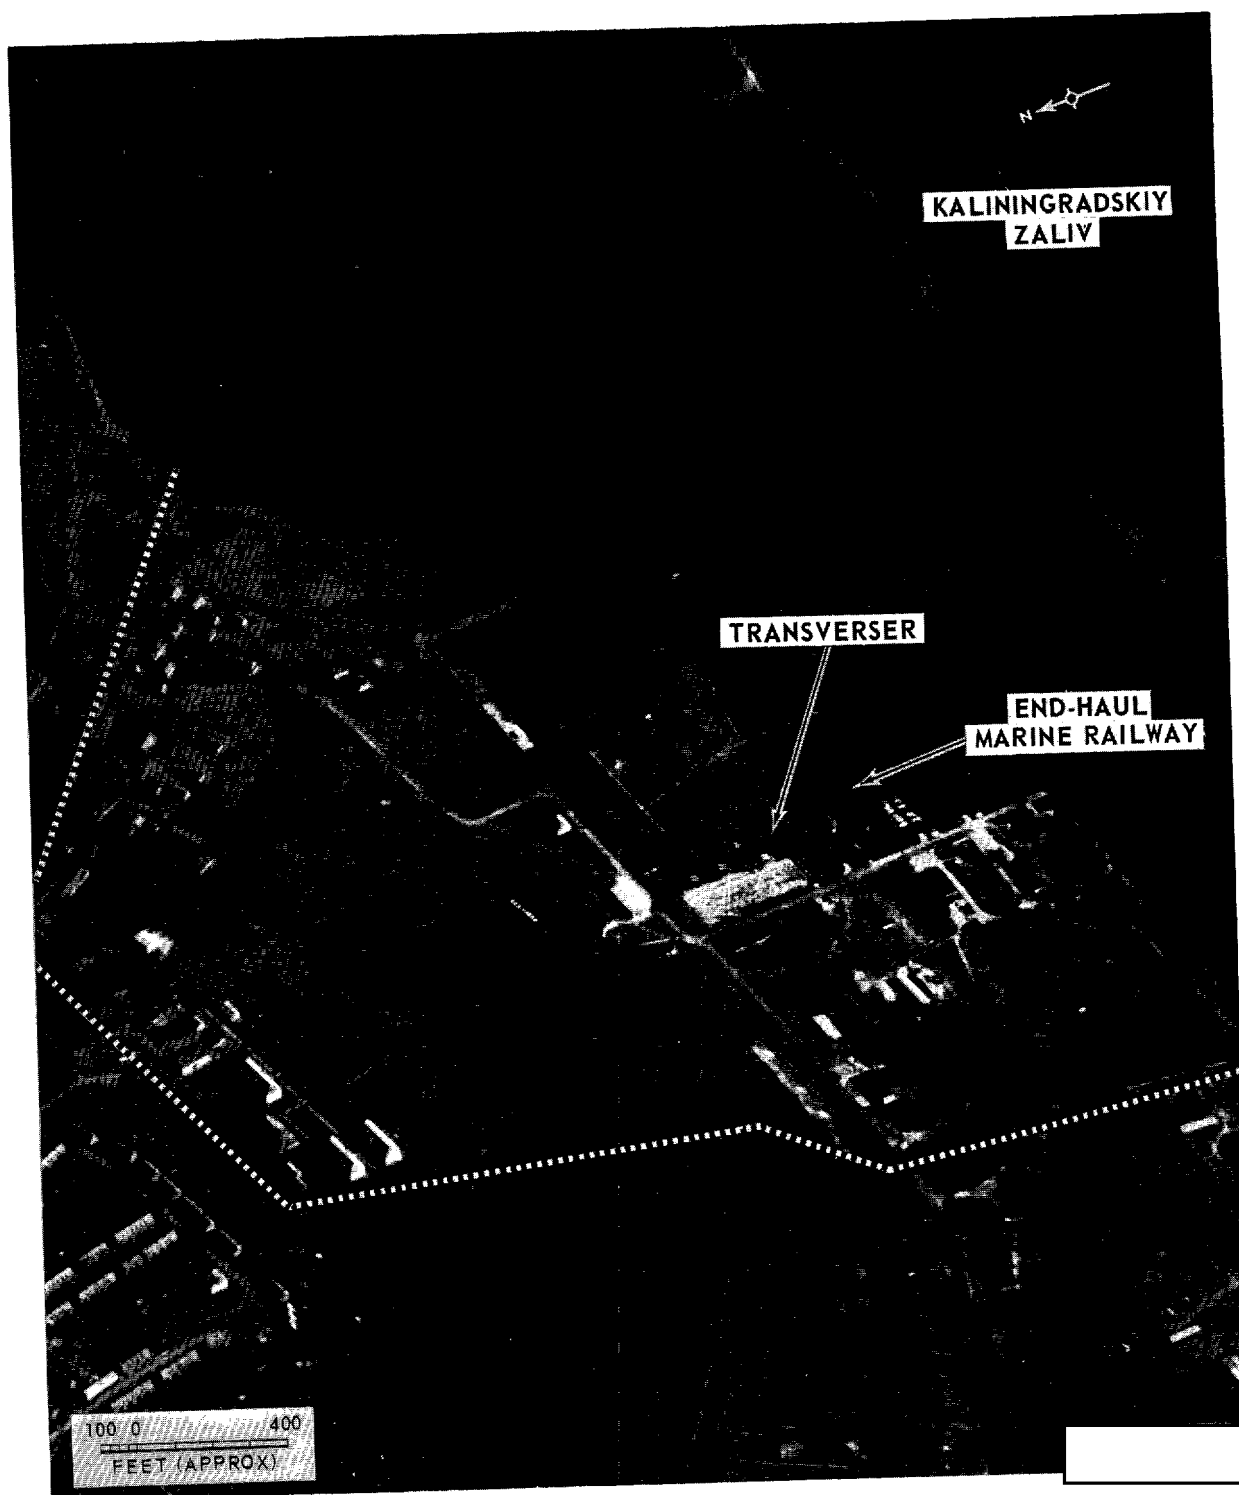 N
KALININGRADSKIY
ZALIV
TRANSVERSER
END-HAUL
MARINE RAILWAY
100 0 400
FEET (APPROX)